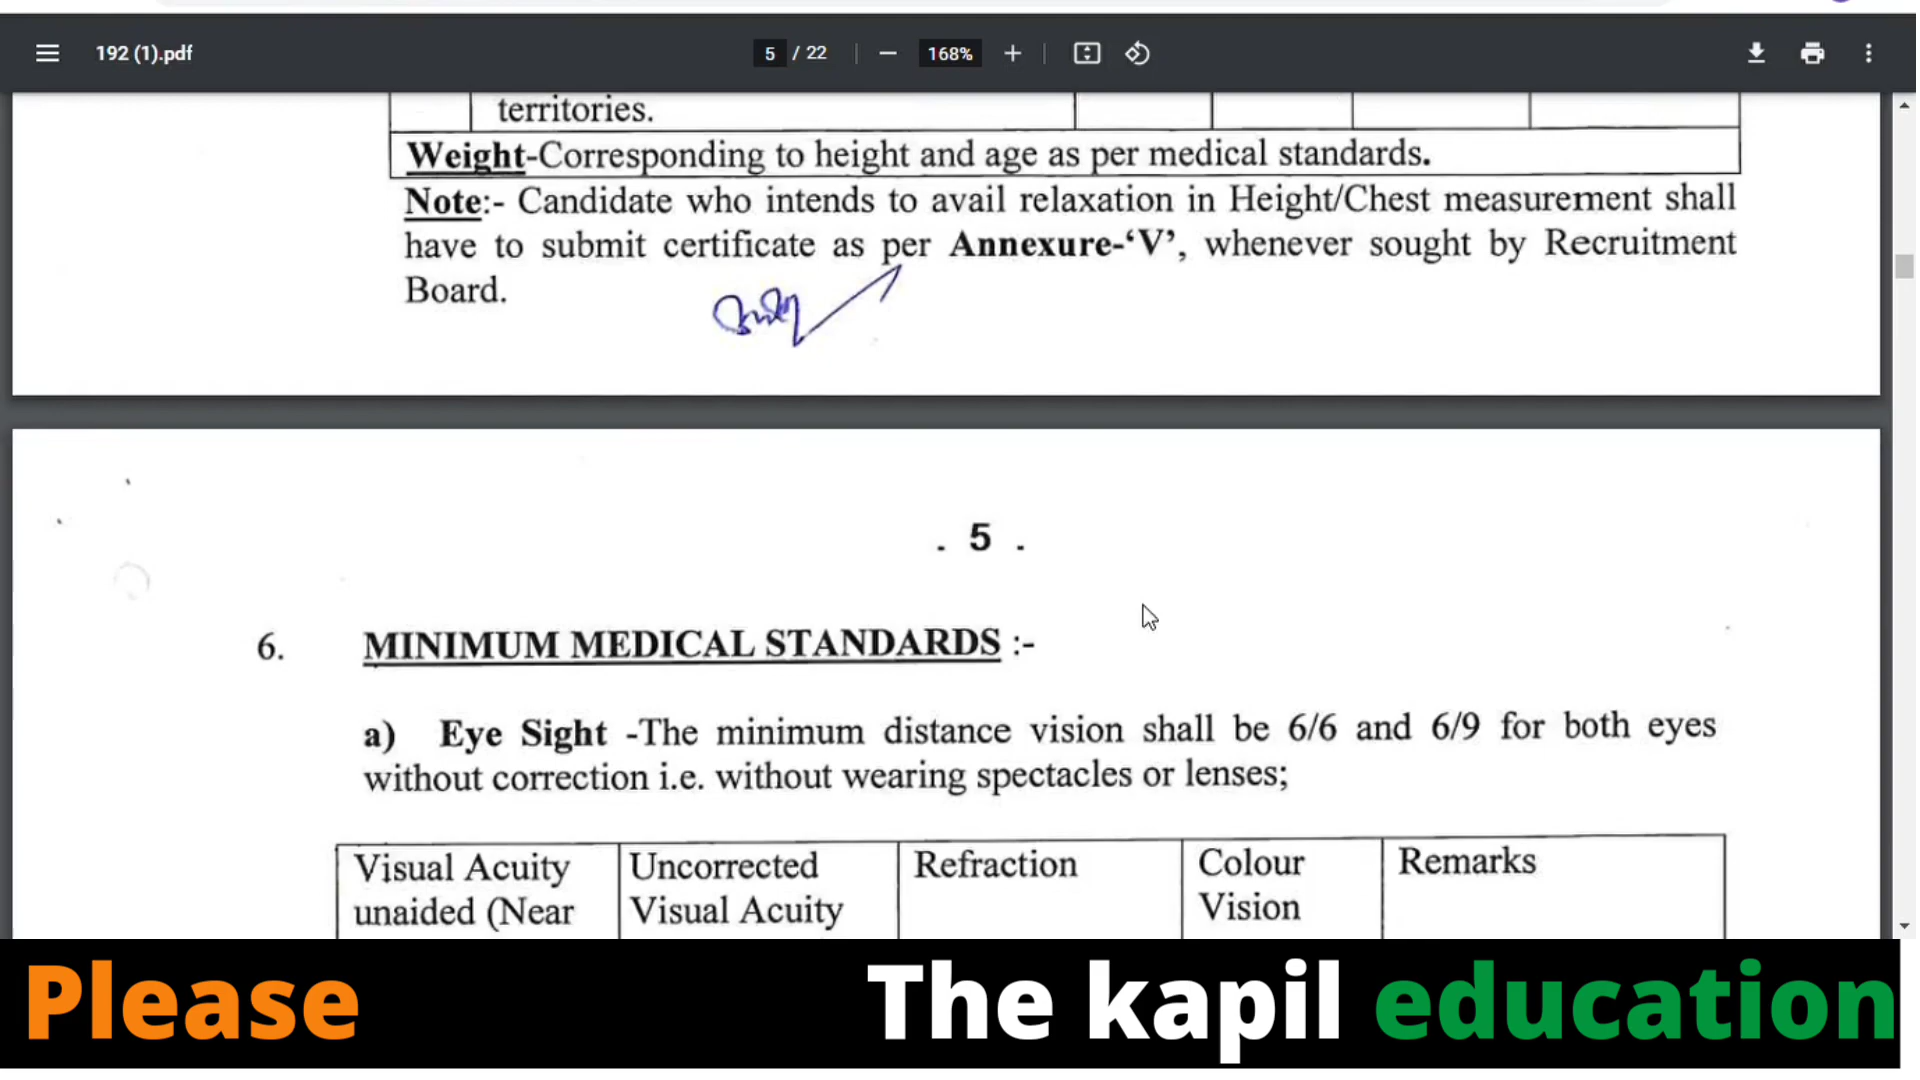 192 (1).pdf
5 / 22
168%
territories.
Weight-Corresponding to height and age as per medical standards.
Note:- Candidate who intends to avail relaxation in Height/Chest measurement shall
have to submit certificate as per Annexure-‘V’, whenever sought by Recruitment
Board.
. 5 .
6. MINIMUM MEDICAL STANDARDS :-
a) Eye Sight -The minimum distance vision shall be 6/6 and 6/9 for both eyes
without correction i.e. without wearing spectacles or lenses;
Visual Acuity
unaided (Near
Uncorrected
Visual Acuity
Refraction
Colour
Vision
Remarks
Please
The kapil education